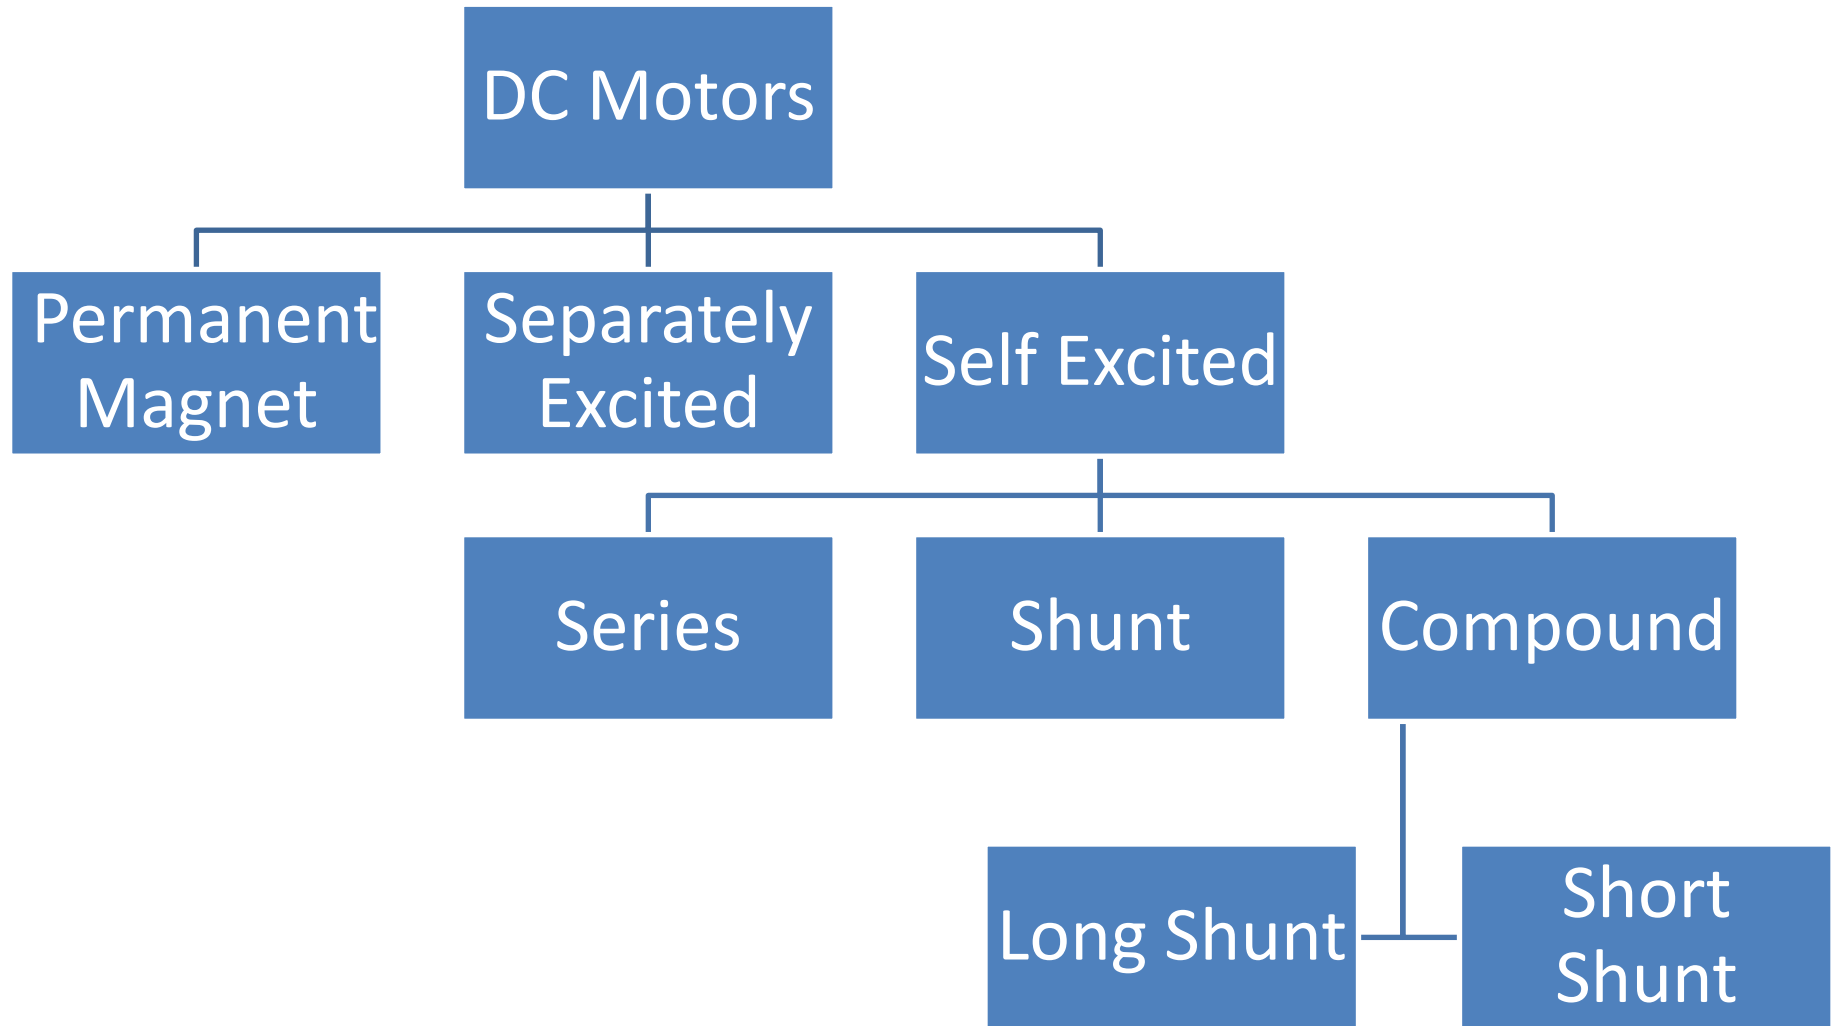 DC Motors
Permanent
Magnet
Separately
Excited
Self Excited
Series
Shunt
Compound
Long Shunt
Short
Shunt